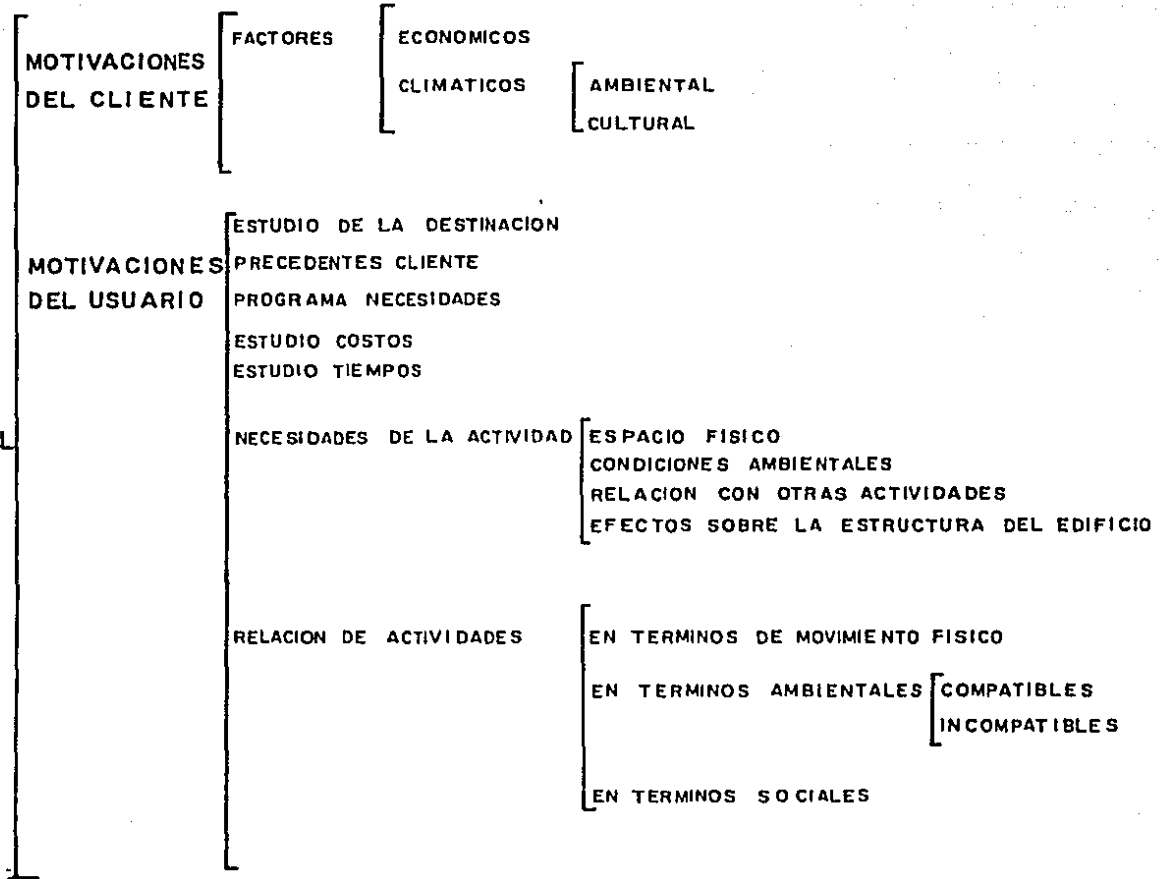 FACTORES
ECONOMICOS
MOTIVACIONES
DEL CLIENTE
CLIMATICOS
AMBIENTAL
CULTURAL
ESTUDIO DE LA DESTINACION
MOTIVACIONES
DEL USUARIO
PRECEDENTES CLIENTE
PROGRAMA NECESIDADES
ESTUDIO COSTOS
ESTUDIO TIEMPOS
L
NECESIDADES DE LA ACTIVIDAD
ESPACIO FISICO
CONDICIONES AMBIENTALES
RELACION CON OTRAS ACTIVIDADES
EFECTOS SOBRE LA ESTRUCTURA DEL EDIFICIO
RELACION DE ACTIVIDADES
EN TERMINOS DE MOVIMIENTO FISICO
EN TERMINOS AMBIENTALES
COMPATIBLES
INCOMPATIBLES
EN TERMINOS SOCIALES